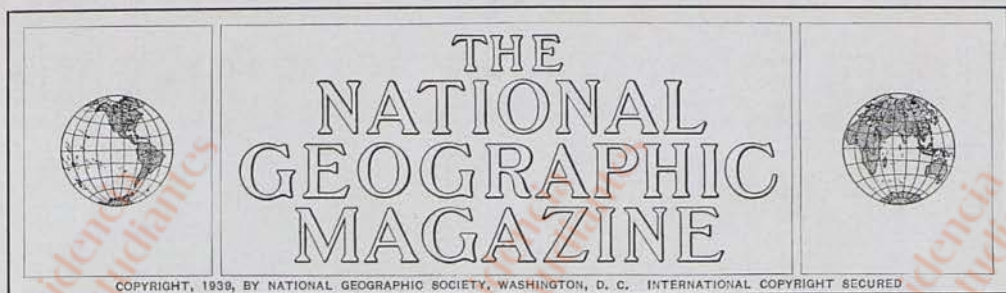 THE
NATIONAL
GEOGRAPHIC
MAGAZINE
COPYRIGHT, 1939, BY NATIONAL GEOGRAPHIC SOCIETY, WASHINGTON, D. C. INTERNATIONAL COPYRIGHT SECURED